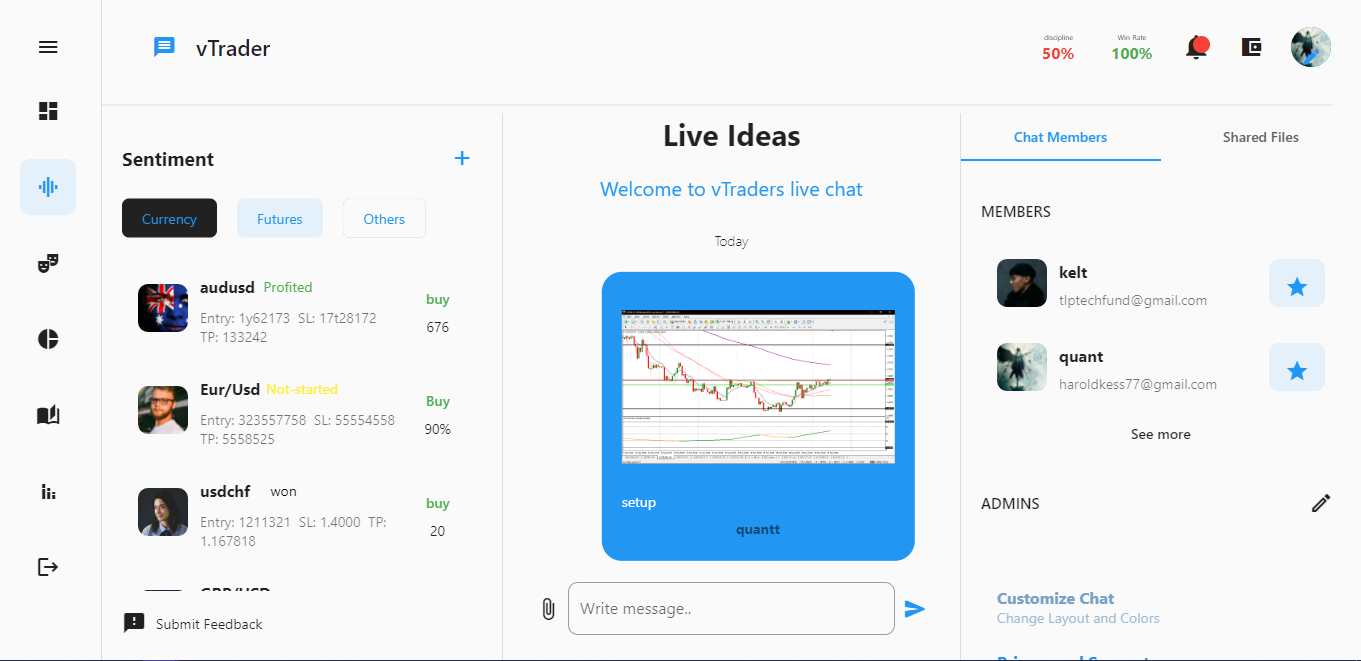 vTrader
discipline
50%
Win-Rate
100%
Sentiment
Currency
Futures
Others
audusd Profited
Entry: 1y62173 SL: 17t28172
TP: 133242
buy
676
Eur/Usd Not-started
Entry: 323557758 SL: 55554558
TP: 5558525
Buy
90%
usdchf won
Entry: 1211321 SL: 1.4000 TP:
1.167818
buy
20
GBP/USD
Submit Feedback
Live Ideas
Welcome to vTraders live chat
Today
setup
quantt
Write message..
Chat Members
Shared Files
MEMBERS
kelt
tlptechfund@gmail.com
quant
haroldkess77@gmail.com
See more
ADMINS
Customize Chat
Change Layout and Colors